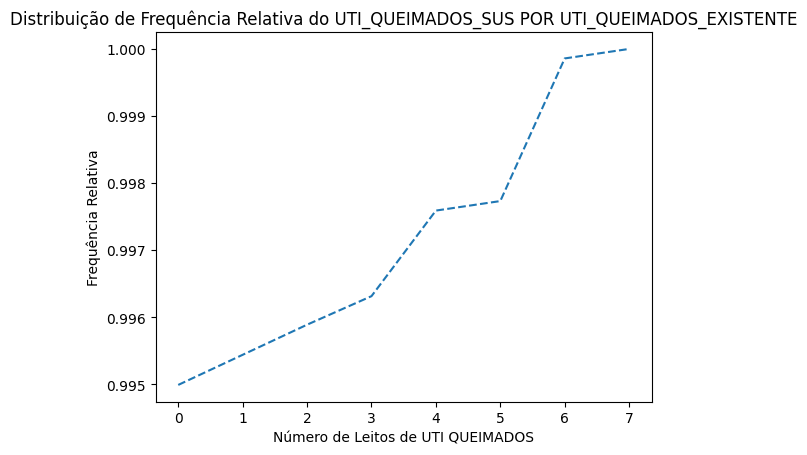 Distribuição de Frequência Relativa do UTI_QUEIMADOS_SUS POR UTI_QUEIMADOS_EXISTENTE
1.000
0.999
0.998
0.997
0.996
0.995
Frequência Relativa
0 1 2 3 4 5 6 7
Número de Leitos de UTI QUEIMADOS